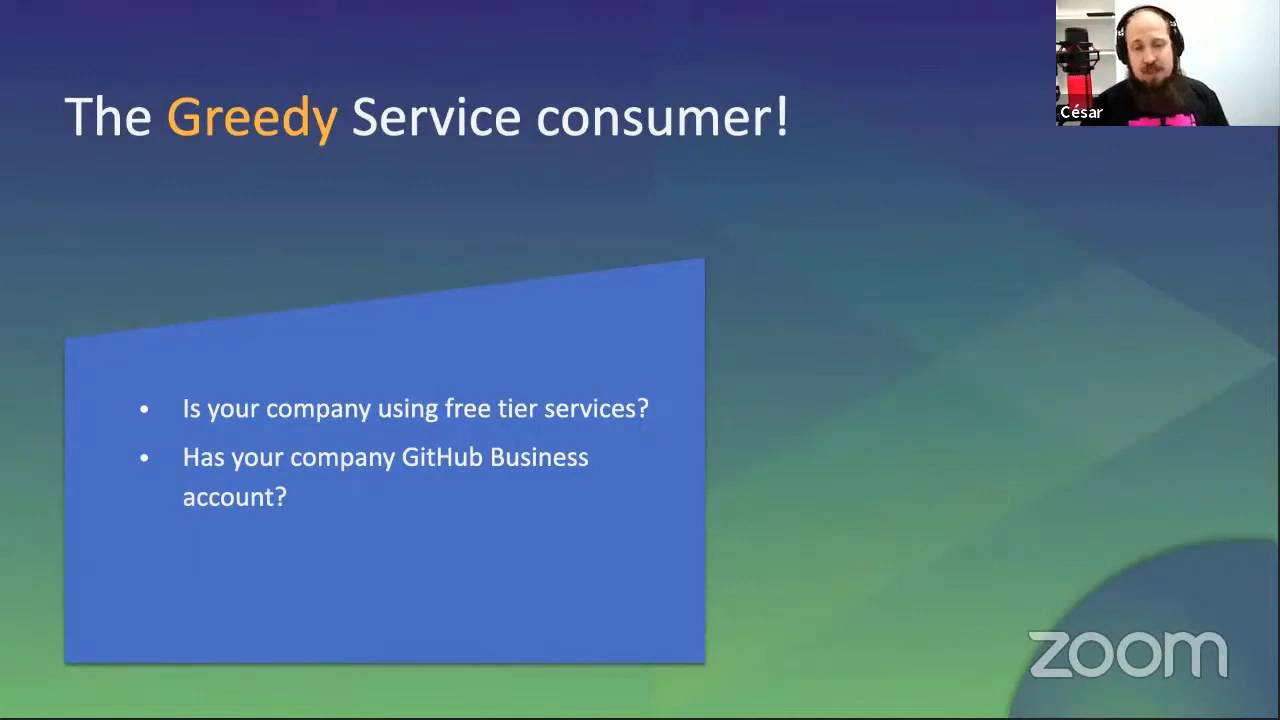 The Greedy Service consumer!
César
• Is your company using free tier services?
• Has your company GitHub Business
account?
zoom